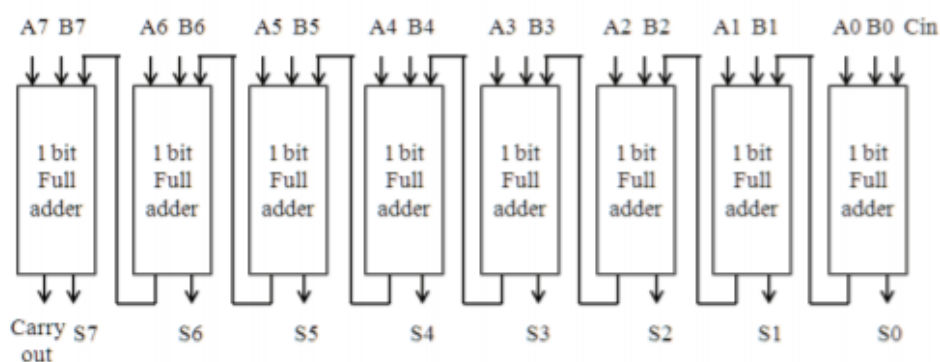 A7 B7 A6 B6 A5 B5 A4 B4 A3 B3 A2 B2 A1 B1 A0 B0 Cin
1 bit
Full
adder
1 bit
Full
adder
1 bit
Full
adder
1 bit
Full
adder
1 bit
Full
adder
1 bit
Full
adder
1 bit
Full
adder
1 bit
Full
adder
Carry
out
S7 S6 S5 S4 S3 S2 S1 S0